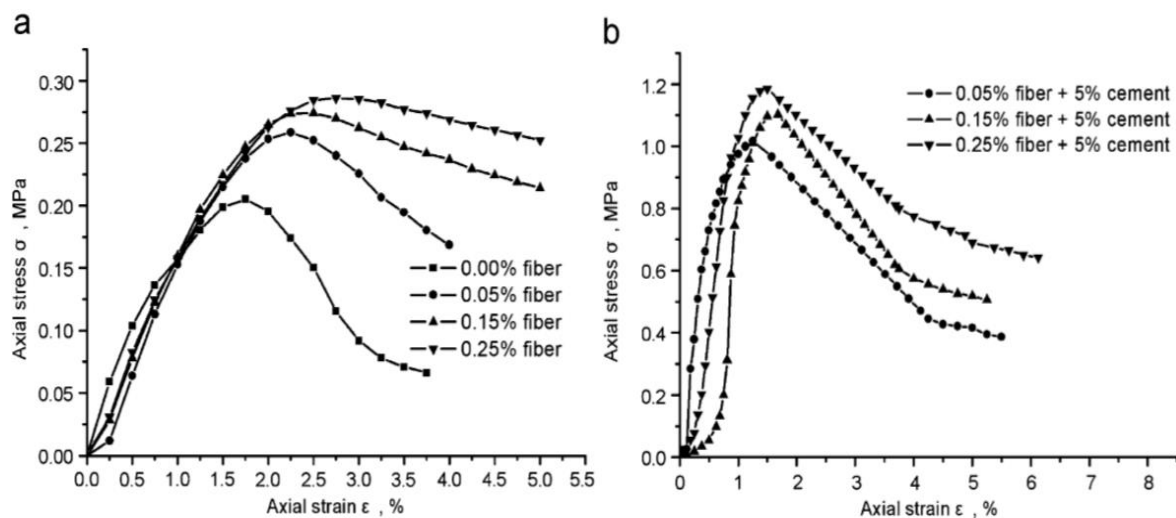 a
Axial stress σ , MPa
0.30
0.25
0.20
0.15
0.10
0.05
0.00
0.0 0.5 1.0 1.5 2.0 2.5 3.0 3.5 4.0 4.5 5.0 5.5
Axial strain ε , %
0.00% fiber
0.05% fiber
0.15% fiber
0.25% fiber
b
Axial stress σ , MPa
1.2
1.0
0.8
0.6
0.4
0.2
0.0
0 1 2 3 4 5 6 7 8
Axial strain ε , %
0.05% fiber + 5% cement
0.15% fiber + 5% cement
0.25% fiber + 5% cement